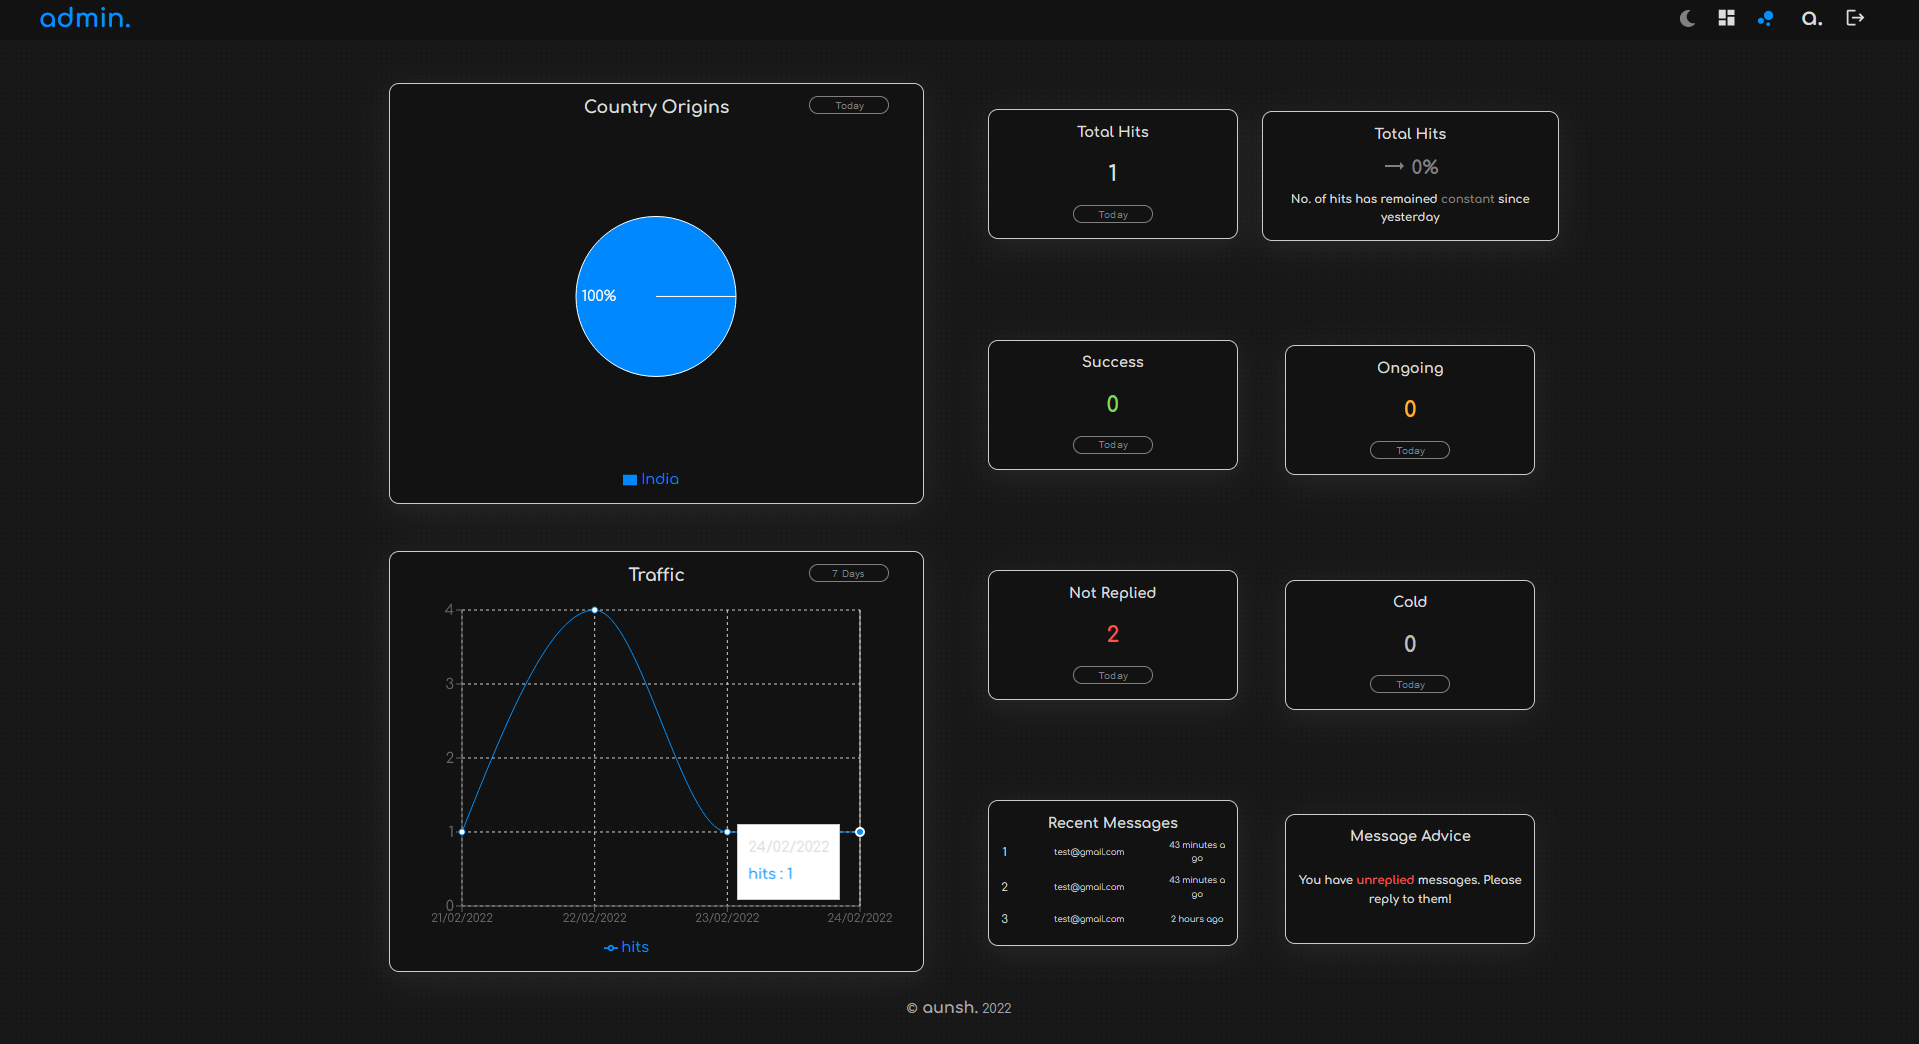 admin.
a.
Country Origins
Today
100%
India
Total Hits
1
Today
Total Hits
0%
No. of hits has remained constant since
yesterday
Success
0
Today
Ongoing
0
Today
Traffic
7 Days
4
3
2
1
0
21/02/2022
22/02/2022
23/02/2022
24/02/2022
24/02/2022
hits : 1
hits
Not Replied
2
Today
Cold
0
Today
Recent Messages
1 test@gmail.com 43 minutes a
go
2 test@gmail.com 43 minutes a
go
3 test@gmail.com 2 hours ago
Message Advice
You have unreplied messages. Please
reply to them!
© aunsh. 2022